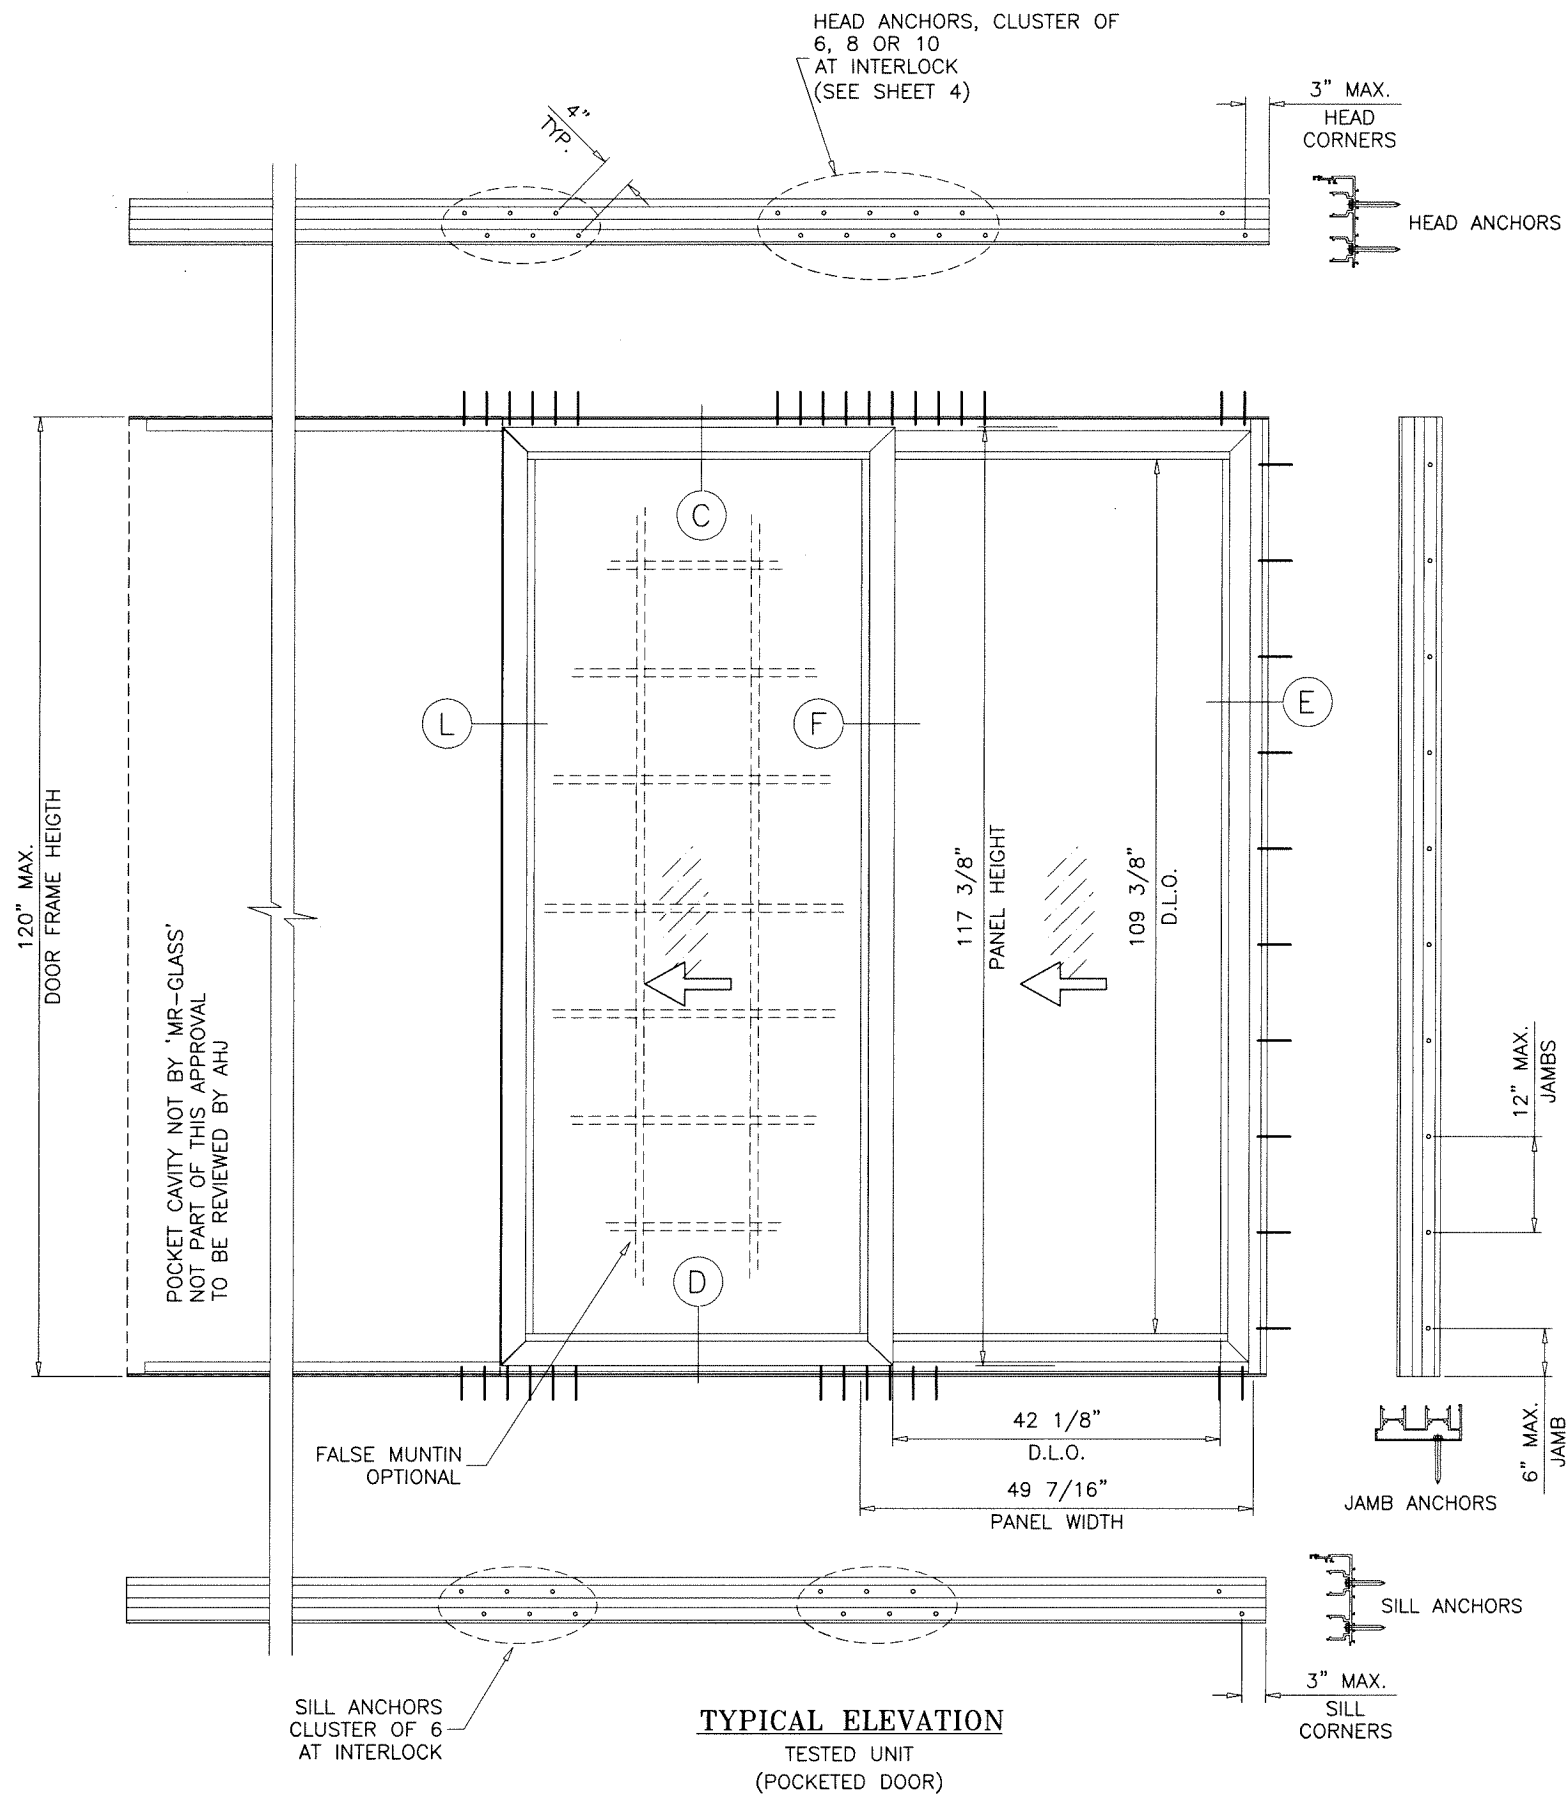 HEAD ANCHORS, CLUSTER OF
6, 8 OR 10
AT INTERLOCK
(SEE SHEET 4)
3" MAX.
HEAD
CORNERS
4"
TYP.
HEAD ANCHORS
C
L
F
E
120" MAX.
DOOR FRAME HEIGTH
POCKET CAVITY NOT BY 'MR-GLASS'
NOT PART OF THIS APPROVAL
TO BE REVIEWED BY AHJ
117 3/8"
PANEL HEIGHT
109 3/8"
D.L.O.
12" MAX.
JAMBS
D
FALSE MUNTIN
OPTIONAL
42 1/8"
D.L.O.
49 7/16"
PANEL WIDTH
6" MAX.
JAMB
JAMB ANCHORS
SILL ANCHORS
SILL ANCHORS
CLUSTER OF 6
AT INTERLOCK
3" MAX.
SILL
CORNERS
TYPICAL ELEVATION
TESTED UNIT
(POCKETED DOOR)